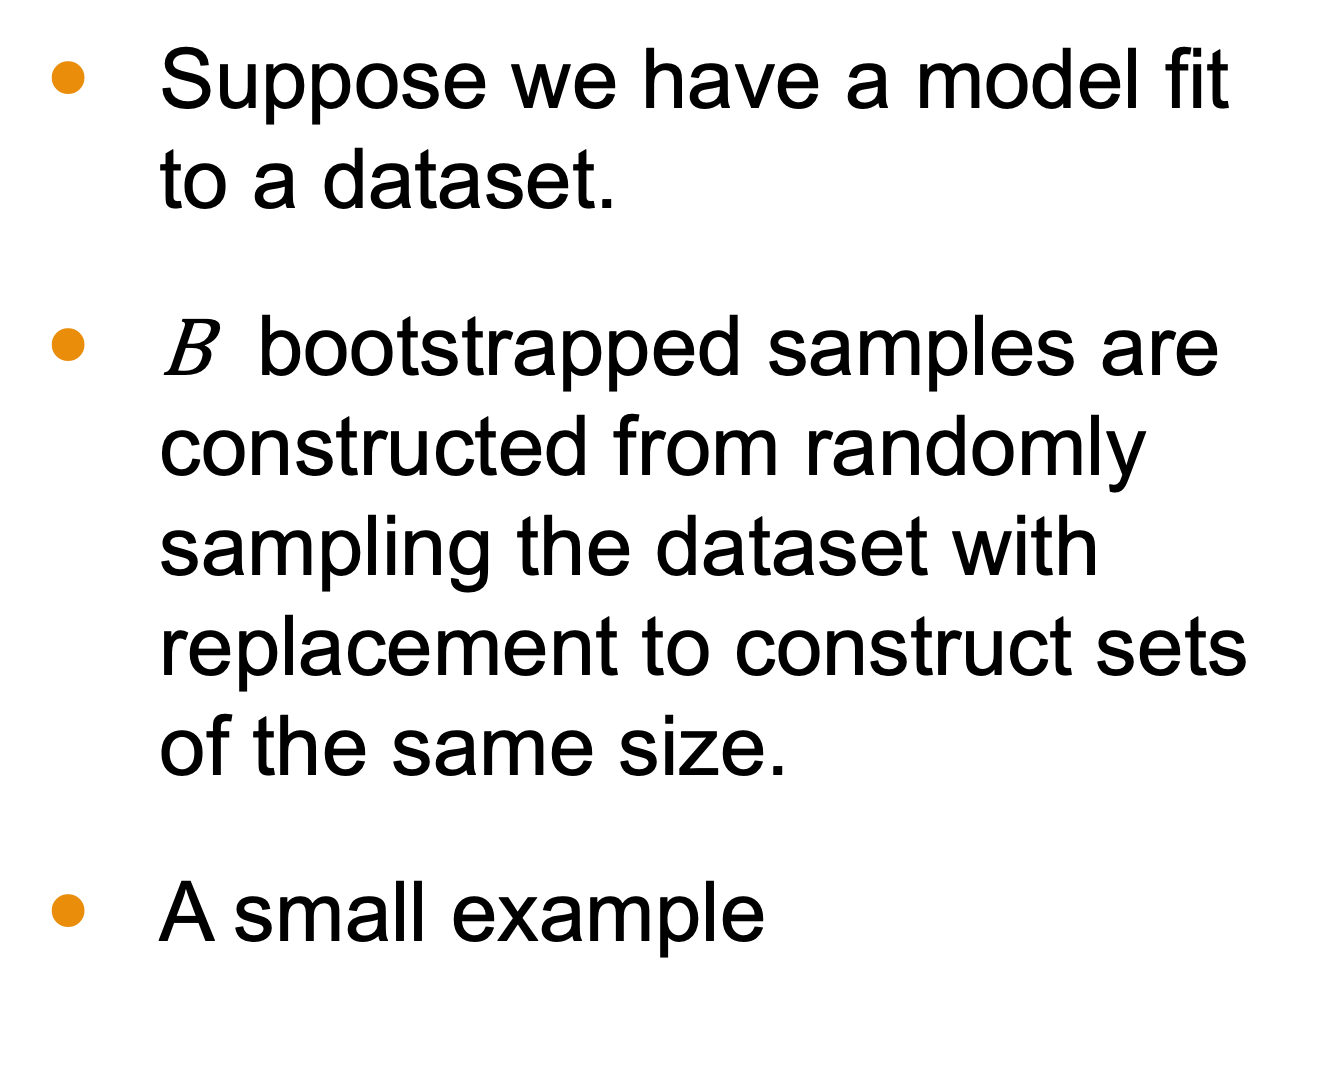 • Suppose we have a model fit
to a dataset.
• B bootstrapped samples are
constructed from randomly
sampling the dataset with
replacement to construct sets
of the same size.
• A small example